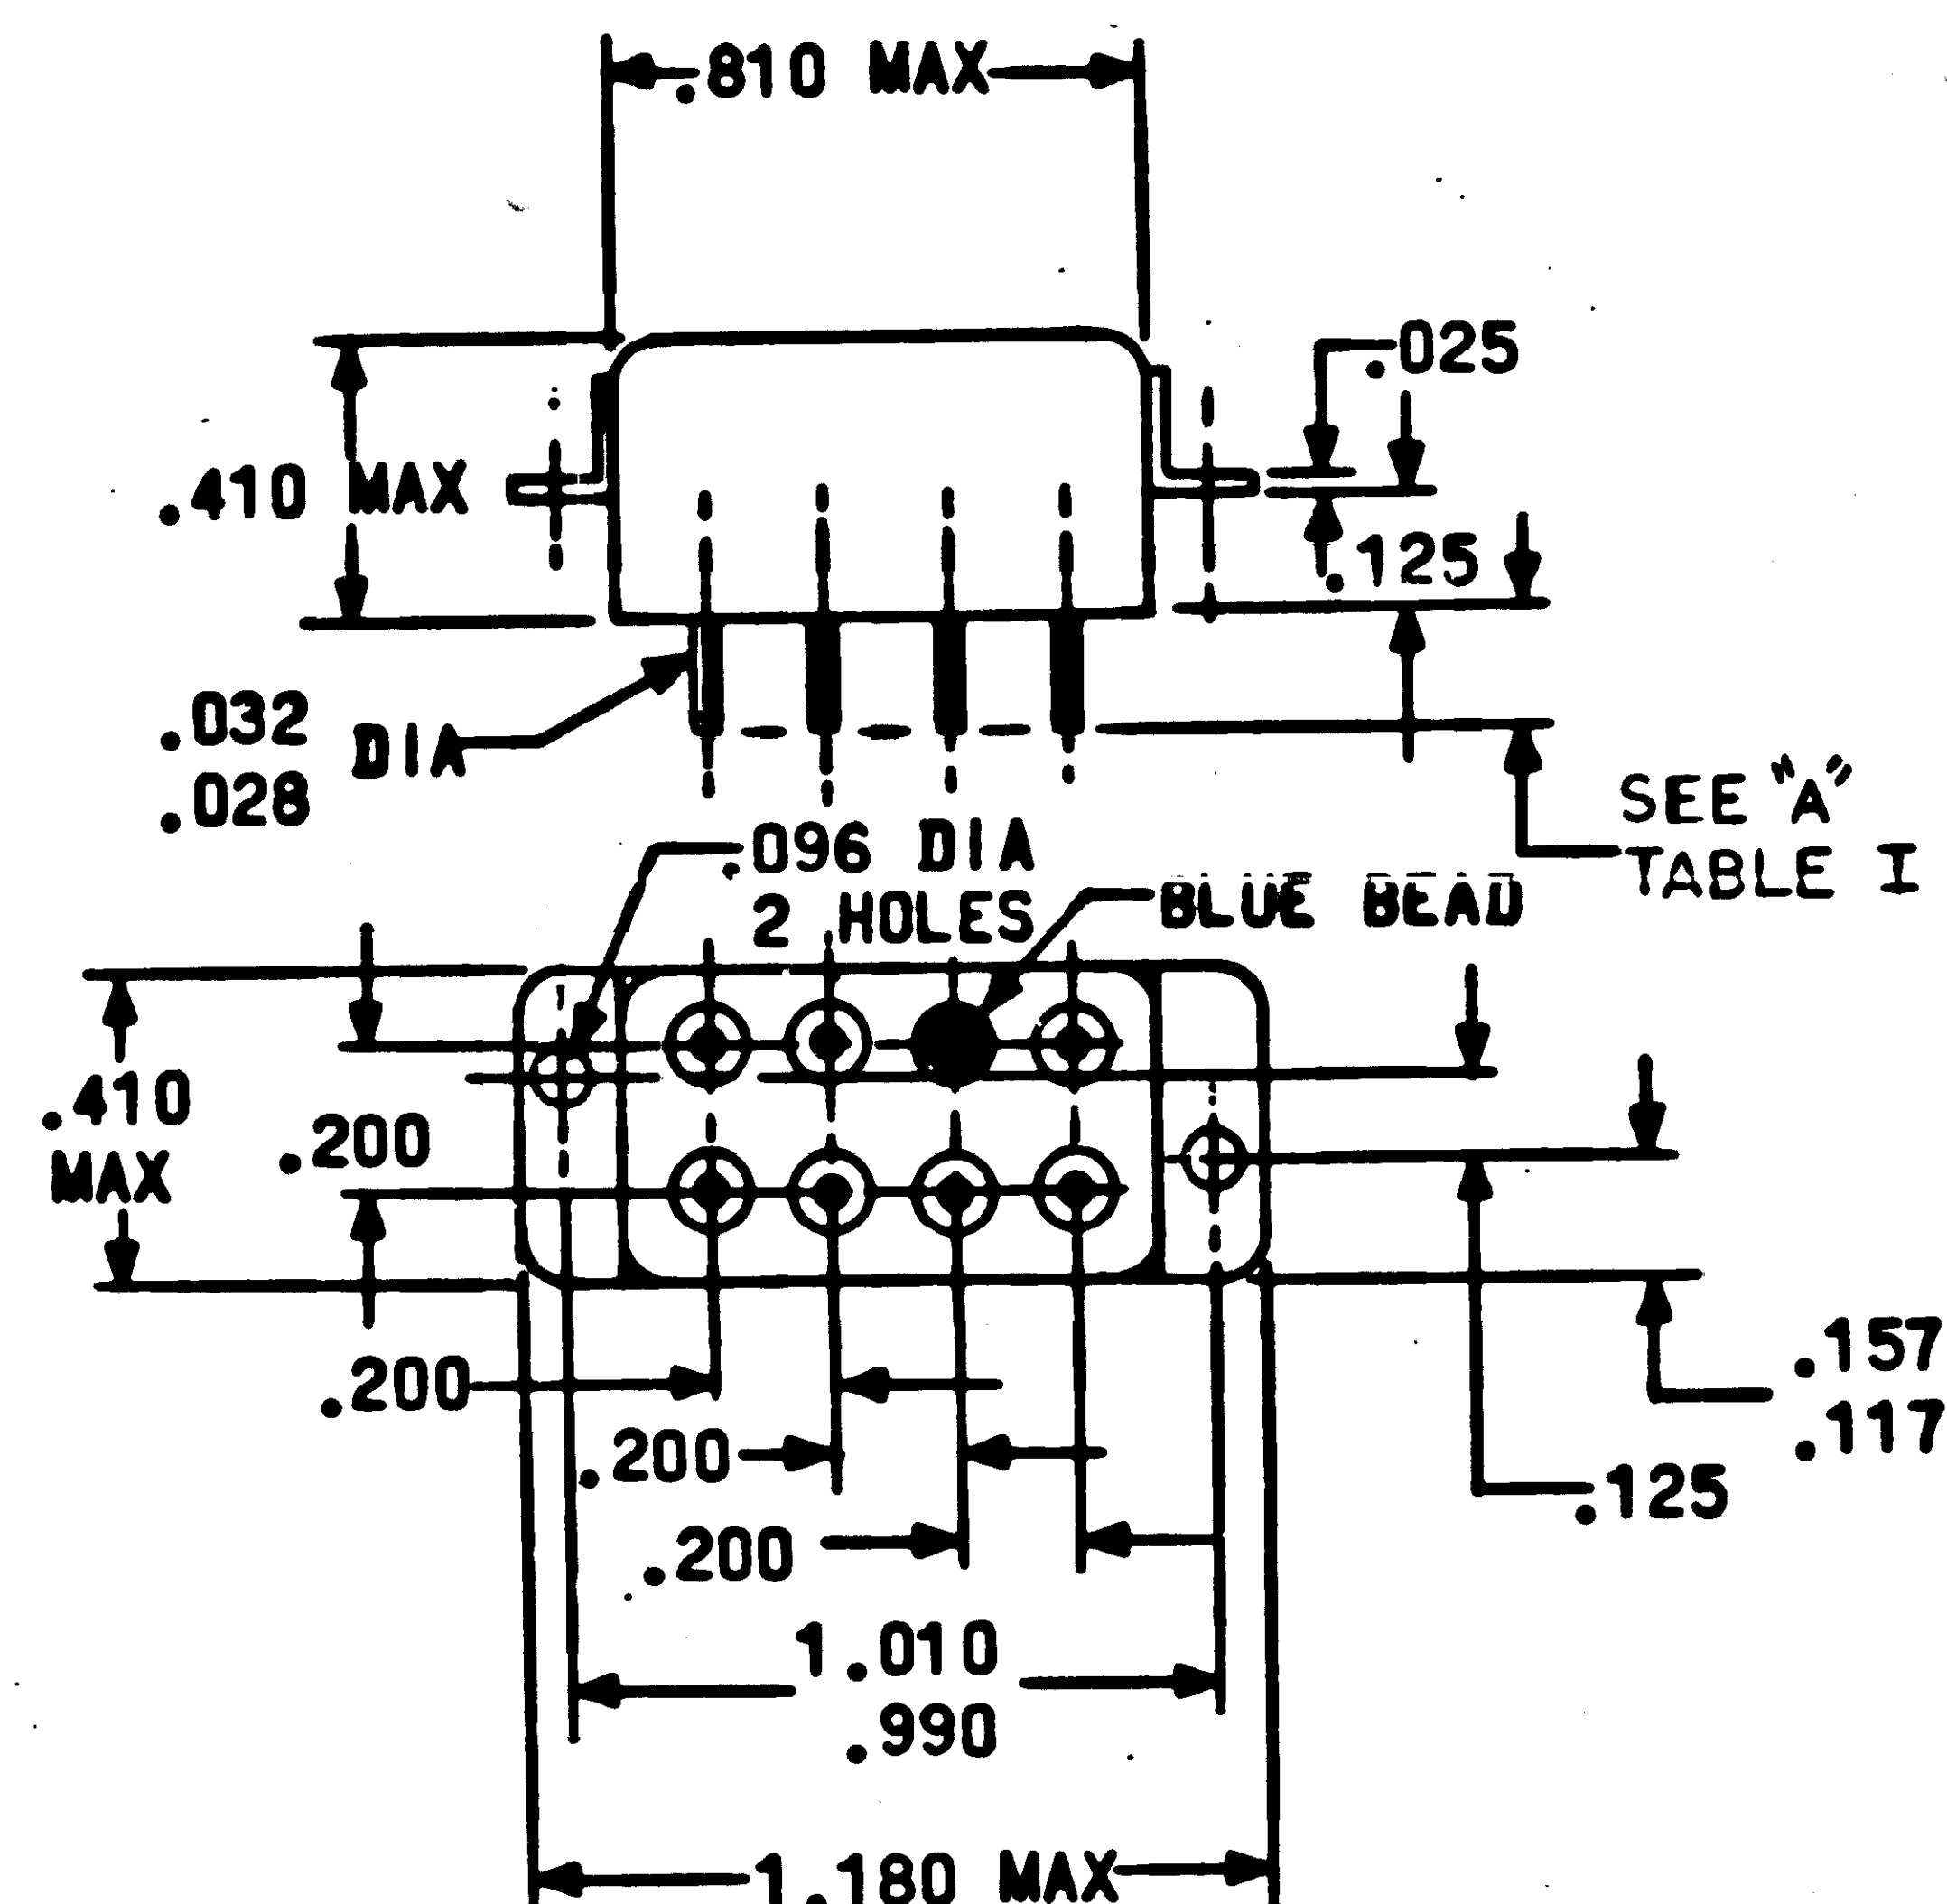 .810 MAX
.025
.410 MAX
.125
.032
.028
DIA
SEE "A"
TABLE I
.096 DIA
2 HOLES
BLUE BEAD
.410
MAX
.200
.157
.117
.200
.200
.125
.200
1.010
.990
1.180 MAX